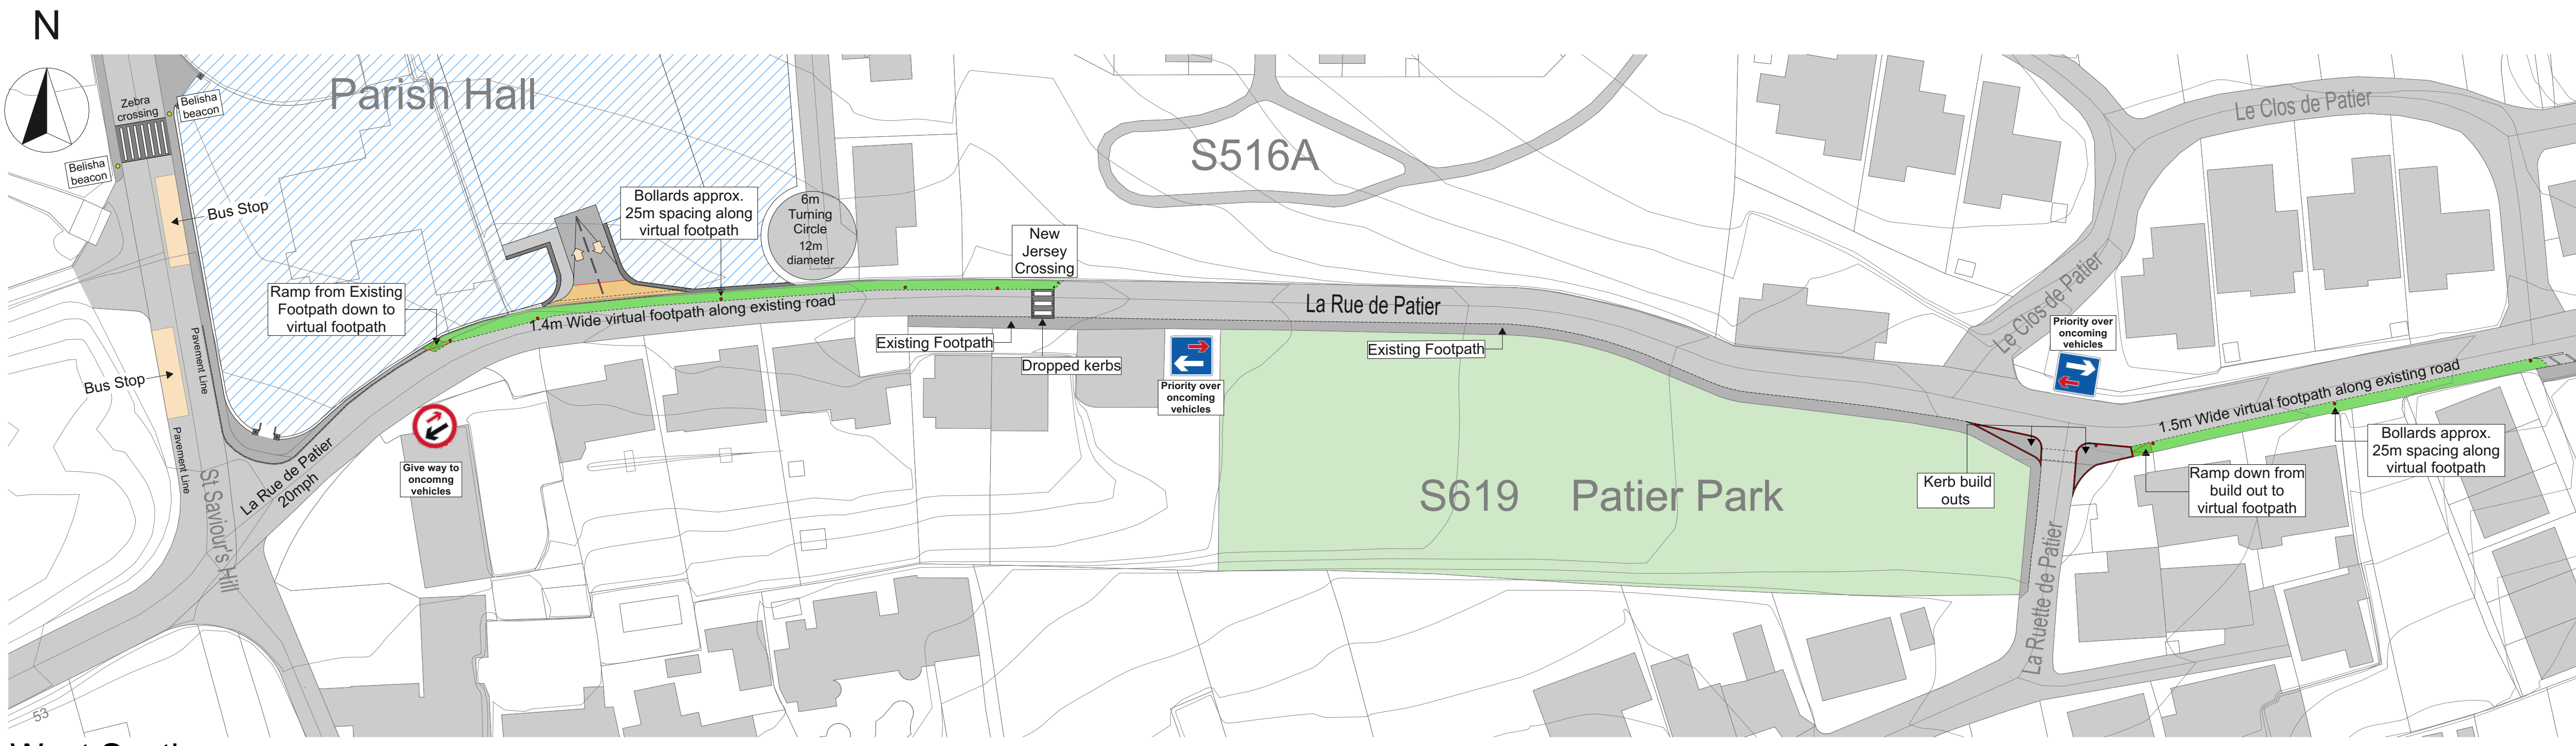 N
Parish Hall
Zebra
crossing
Belisha
beacon
Belisha
beacon
Bus Stop
Bus Stop
Pavement Line
Pavement Line
St Saviour's Hill
53
Ramp from Existing
Footpath down to
virtual footpath
La Rue de Patier
20mph
Give way to
oncomng
vehicles
Bollards approx.
25m spacing along
virtual footpath
1.4m Wide virtual footpath along existing road
6m
Turning
Circle
12m
diameter
New
Jersey
Crossing
Existing Footpath
Dropped kerbs
Priority over
oncoming
vehicles
S516A
La Rue de Patier
Existing Footpath
S619 Patier Park
Kerb build
outs
Le Clos de Patier
Le Clos de Patier
Priority over
oncoming
vehicles
1.5m Wide virtual footpath along existing road
Bollards approx.
25m spacing along
virtual footpath
Ramp down from
build out to
virtual footpath
La Ruette de Patier